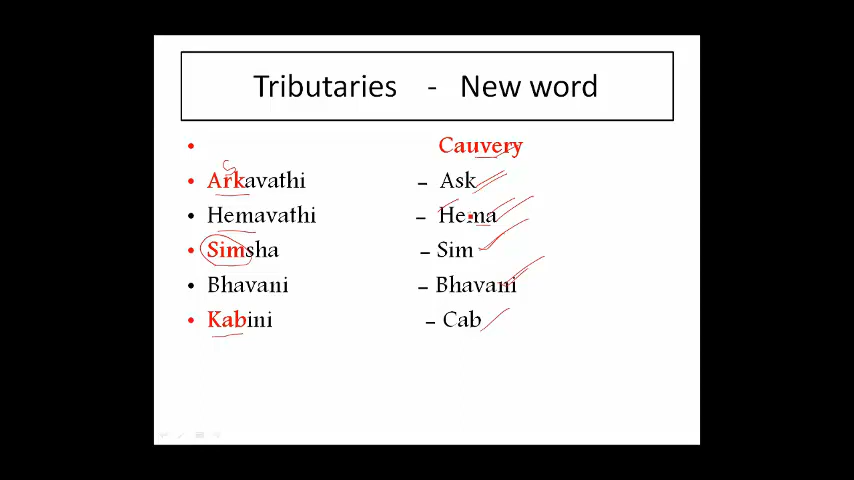 Tributaries - New word
• Cauvery
• Arkavathi – Ask
• Hemavathi – Hema
• Simsha – Sim
• Bhavani – Bhavani
• Kabini – Cab